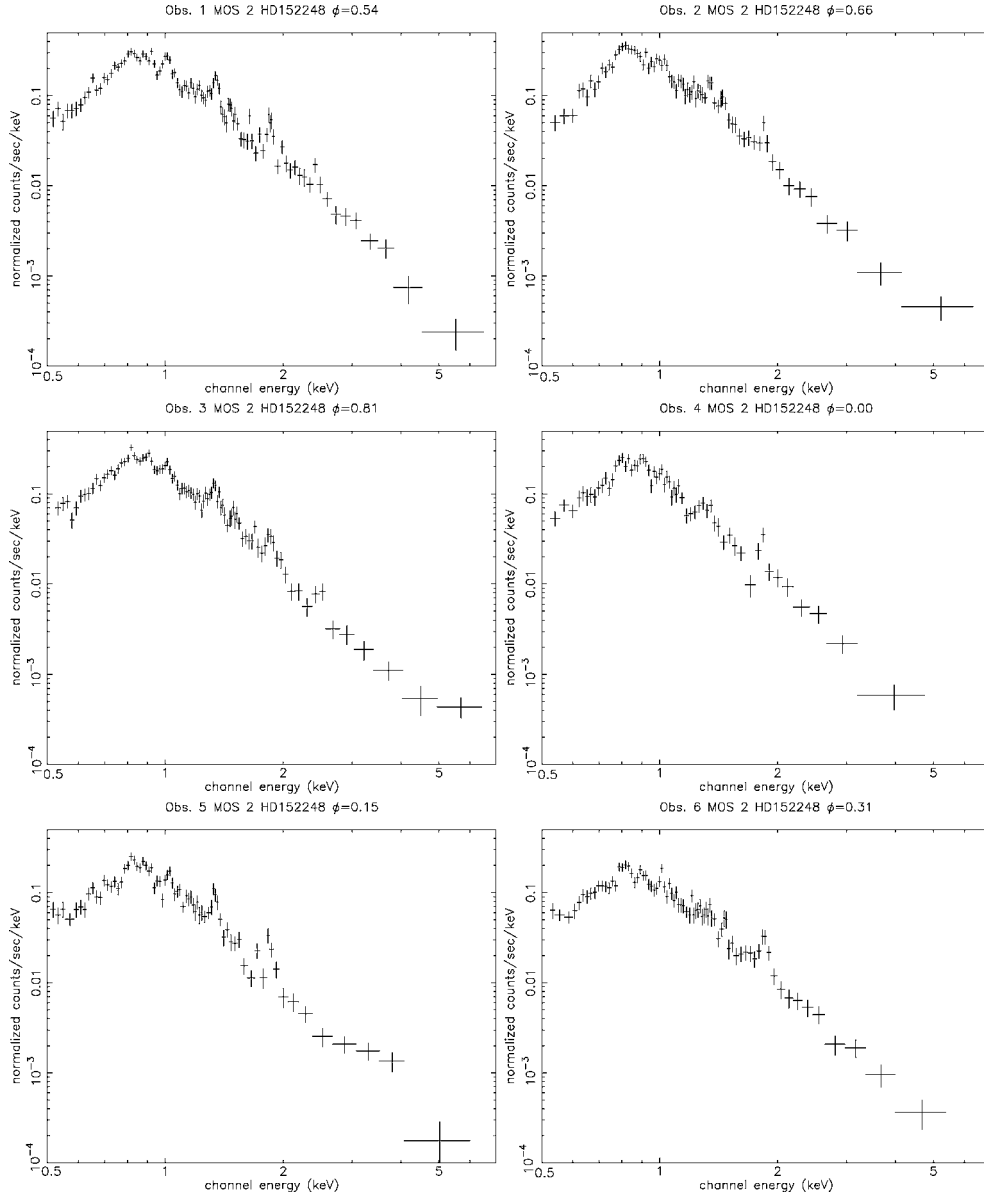 Obs. 1 MOS 2 HD152248 ϕ=0.54
normalized counts/sec/keV
0.1
0.01
10⁻³
10⁻⁴
0.5 1 2 5
channel energy (keV)
Obs. 2 MOS 2 HD152248 ϕ=0.66
normalized counts/sec/keV
0.1
0.01
10⁻³
10⁻⁴
0.5 1 2 5
channel energy (keV)
Obs. 3 MOS 2 HD152248 ϕ=0.81
normalized counts/sec/keV
0.1
0.01
10⁻³
10⁻⁴
0.5 1 2 5
channel energy (keV)
Obs. 4 MOS 2 HD152248 ϕ=0.00
normalized counts/sec/keV
0.1
0.01
10⁻³
10⁻⁴
0.5 1 2 5
channel energy (keV)
Obs. 5 MOS 2 HD152248 ϕ=0.15
normalized counts/sec/keV
0.1
0.01
10⁻³
10⁻⁴
0.5 1 2 5
channel energy (keV)
Obs. 6 MOS 2 HD152248 ϕ=0.31
normalized counts/sec/keV
0.1
0.01
10⁻³
10⁻⁴
0.5 1 2 5
channel energy (keV)